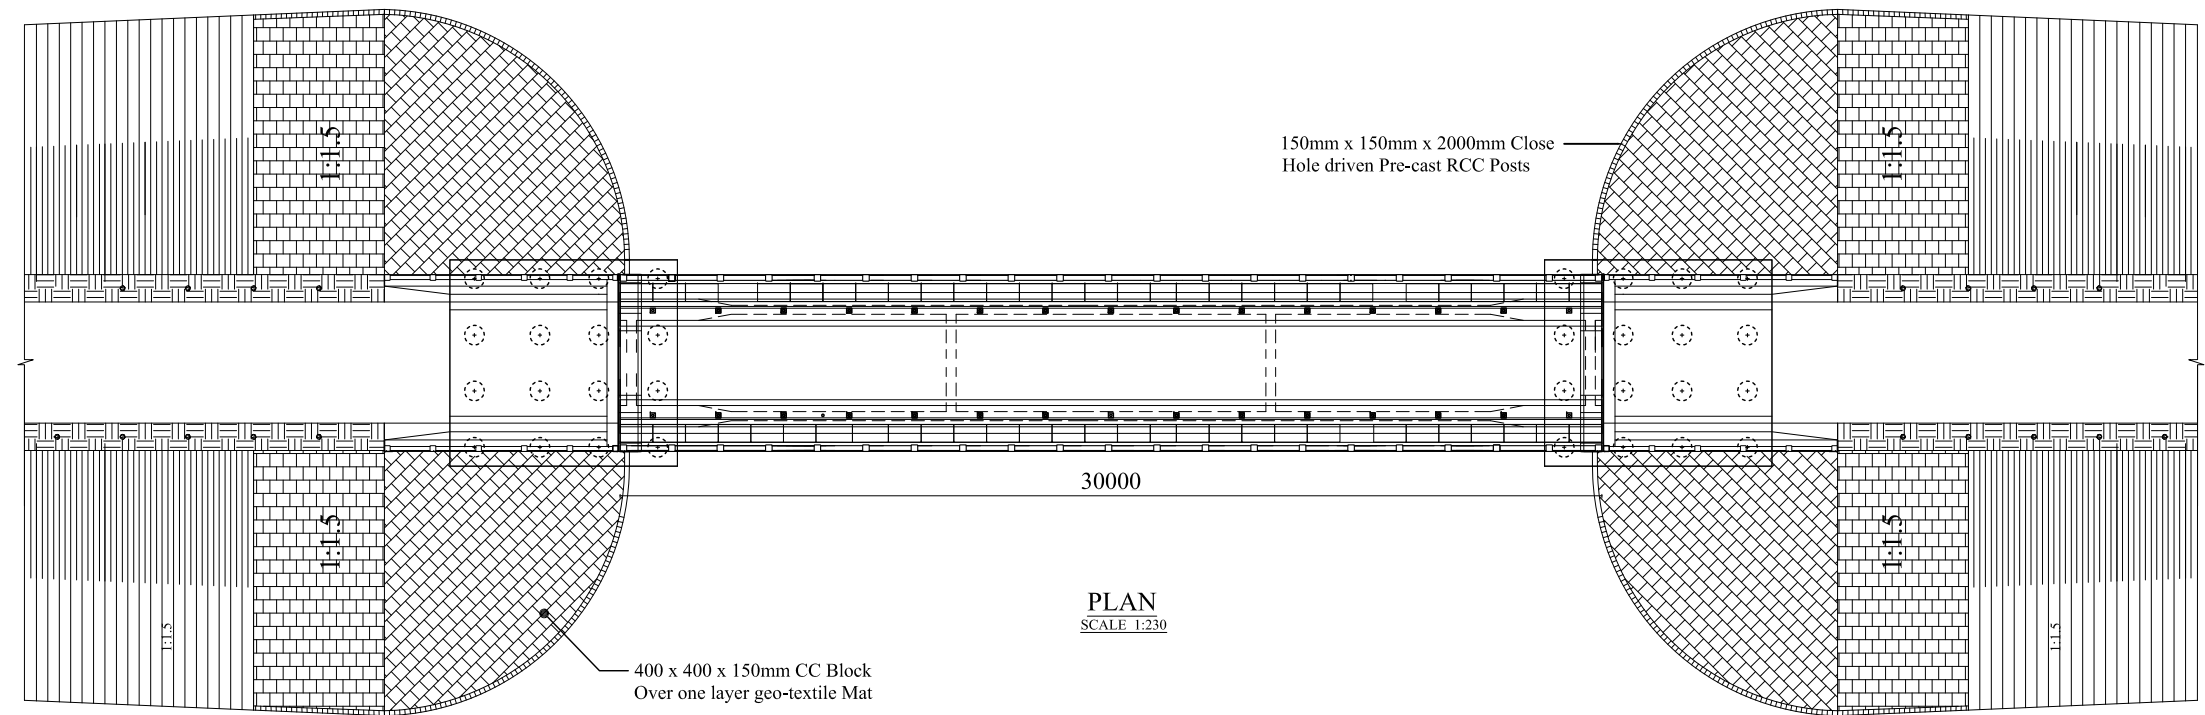 1:1.5
1:1.5
150mm x 150mm x 2000mm Close
Hole driven Pre-cast RCC Posts
30000
1:1.5
1:1.5
PLAN
SCALE 1:230
1:1.5
1:1.5
400 x 400 x 150mm CC Block
Over one layer geo-textile Mat